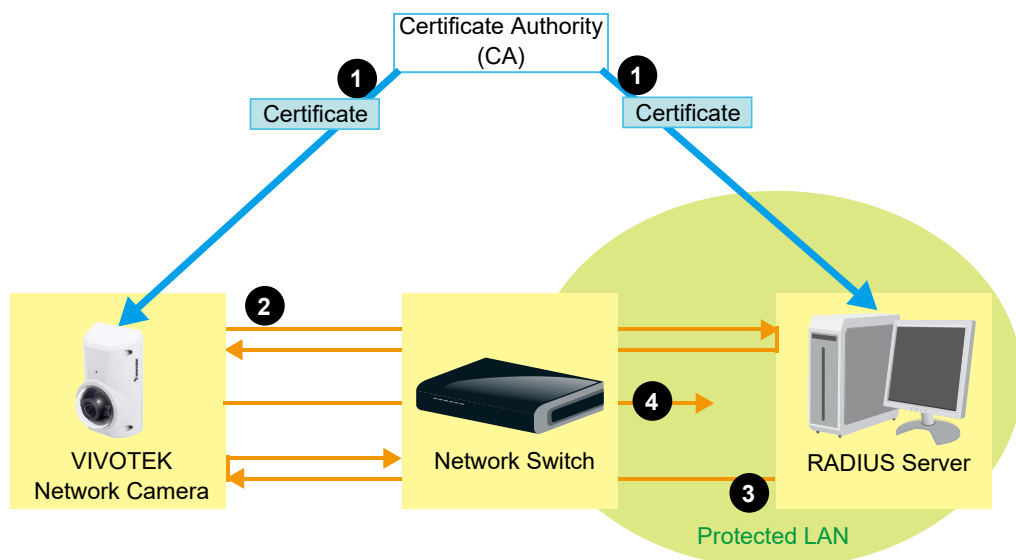 Certificate Authority
(CA)
1
1
Certificate
Certificate
2
4
VIVOTEK
Network Camera
Network Switch
RADIUS Server
3
Protected LAN